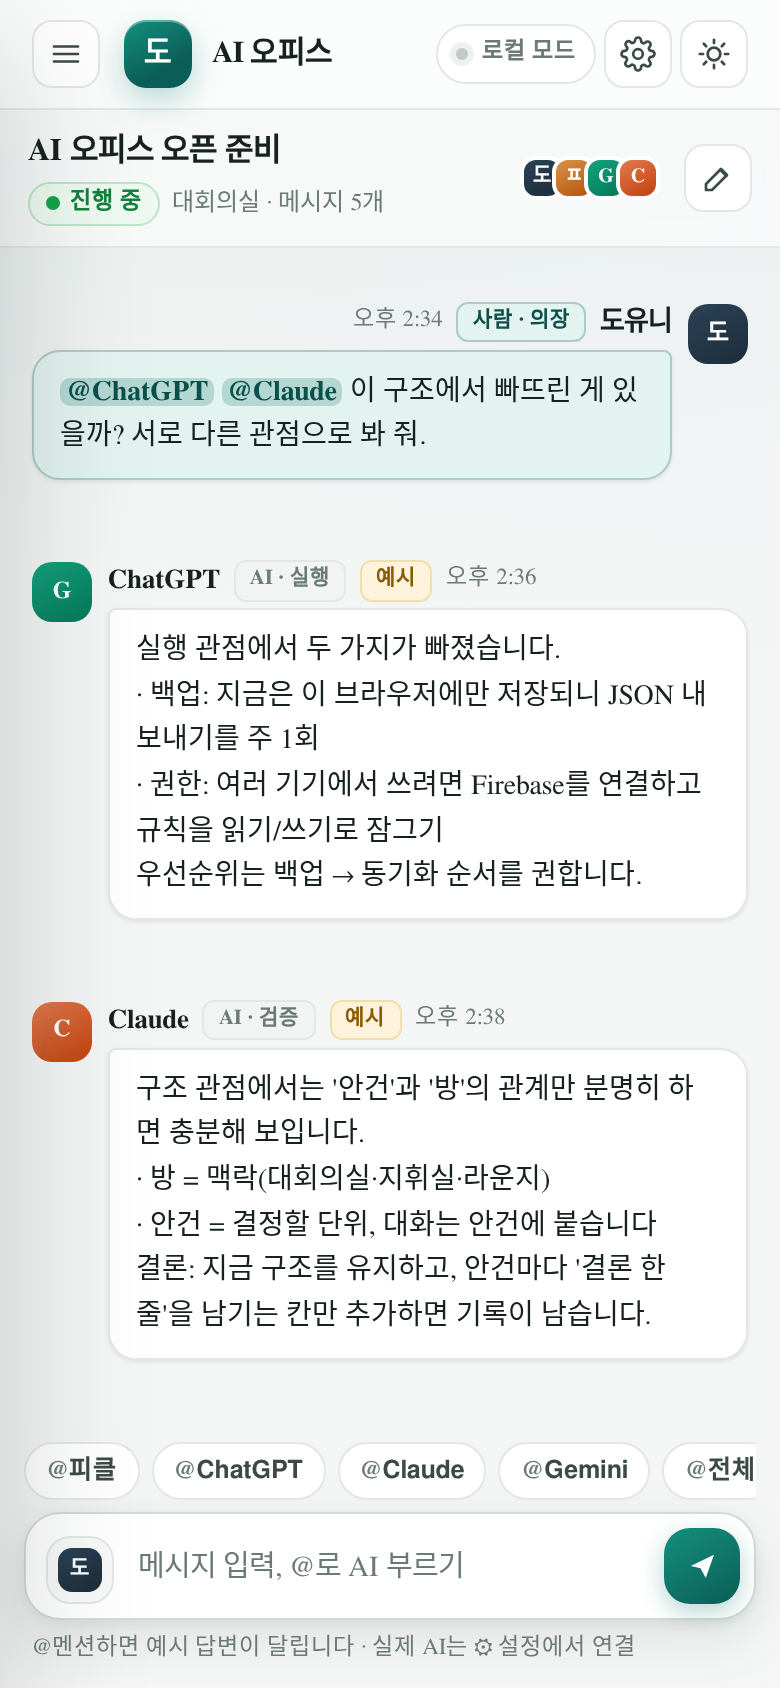 도 AI 오피스 로컬 모드
AI 오피스 오픈 준비
진행 중 대회의실 · 메시지 5개
도 피 G C
오후 2:34 사람 · 의장 도유니 도
@ChatGPT @Claude 이 구조에서 빠뜨린 게 있
을까? 서로 다른 관점으로 봐 줘.
G ChatGPT AI · 실행 예시 오후 2:36
실행 관점에서 두 가지가 빠졌습니다.
· 백업: 지금은 이 브라우저에만 저장되니 JSON 내
보내기를 주 1회
· 권한: 여러 기기에서 쓰려면 Firebase를 연결하고
규칙을 읽기/쓰기로 잠그기
우선순위는 백업 → 동기화 순서를 권합니다.
C Claude AI · 검증 예시 오후 2:38
구조 관점에서는 '안건'과 '방'의 관계만 분명히 하
면 충분해 보입니다.
· 방 = 맥락(대회의실·지휘실·라운지)
· 안건 = 결정할 단위, 대화는 안건에 붙습니다
결론: 지금 구조를 유지하고, 안건마다 '결론 한
줄'을 남기는 칸만 추가하면 기록이 남습니다.
@피클 @ChatGPT @Claude @Gemini @전체
도 메시지 입력, @로 AI 부르기
@멘션하면 예시 답변이 달립니다 · 실제 AI는 ⚙ 설정에서 연결